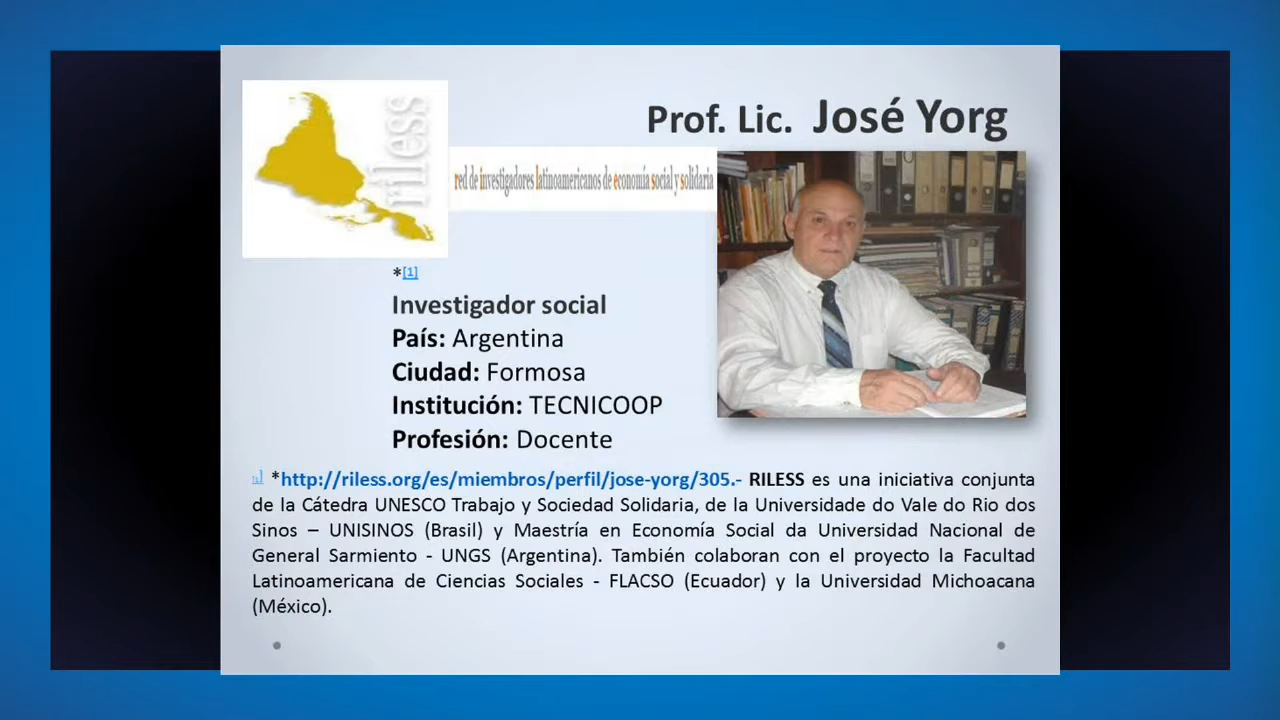 Prof. Lic. José Yorg
riless
red de investigadores latinoamericanos de economía social y solidaria
*[1]
Investigador social
País: Argentina
Ciudad: Formosa
Institución: TECNICOOP
Profesión: Docente
[1] *http://riless.org/es/miembros/perfil/jose-yorg/305.- RILESS es una iniciativa conjunta
de la Cátedra UNESCO Trabajo y Sociedad Solidaria, de la Universidade do Vale do Rio dos
Sinos – UNISINOS (Brasil) y Maestría en Economía Social da Universidad Nacional de
General Sarmiento - UNGS (Argentina). También colaboran con el proyecto la Facultad
Latinoamericana de Ciencias Sociales - FLACSO (Ecuador) y la Universidad Michoacana
(México).